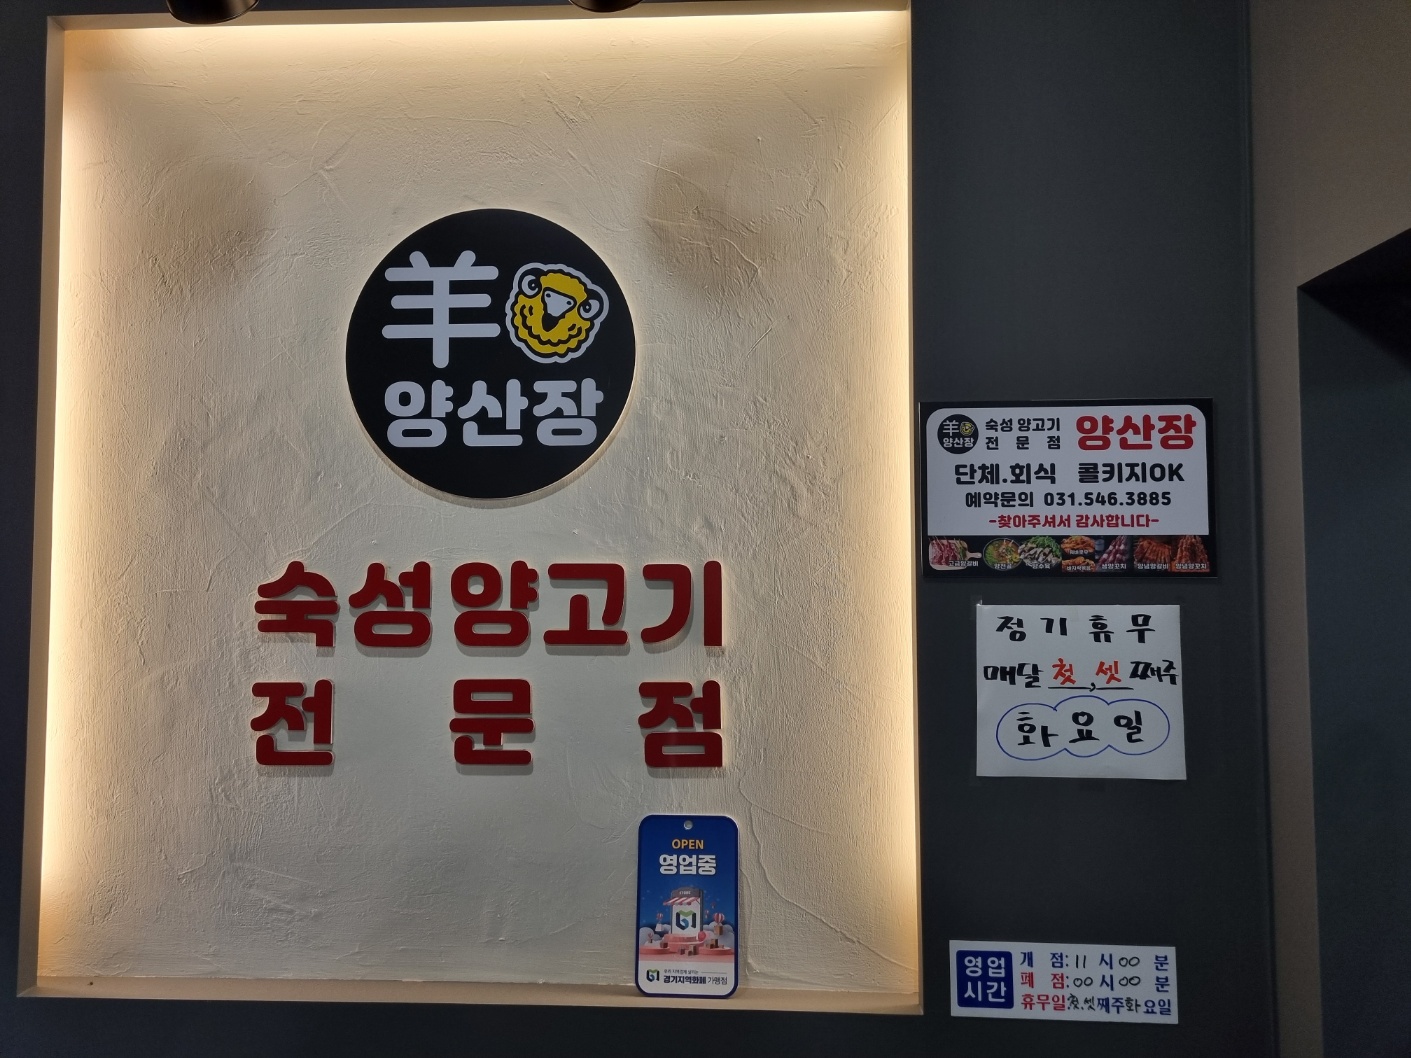 羊
양산장
숙성양고기
전 문 점
OPEN
영업중
경기지역화폐 가맹점
羊
양산장
숙성 양고기
전 문 점
양산장
단체.회식 콜키지OK
예약문의 031.546.3885
-찾아주셔서 감사합니다-
정기휴무
매달 첫, 셋째주
화요일
영업
시간
개 점: 11 시 00 분
폐 점: 00 시 00 분
휴무일 첫,셋째주화요일